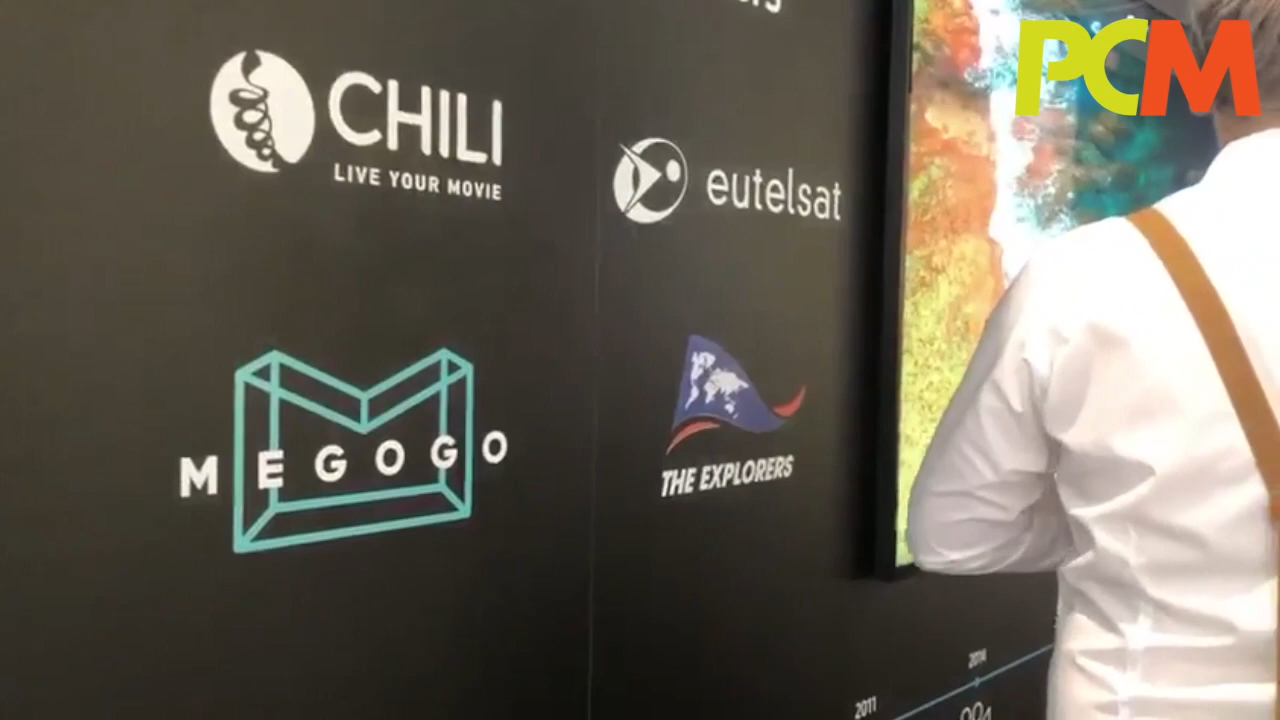 PCM
CHILI
LIVE YOUR MOVIE
eutelsat
MEGOGO
THE EXPLORERS
2014
2011